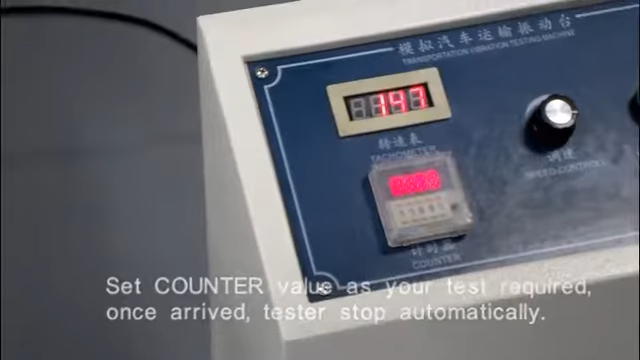 模拟汽车运输振动台
TRANSPORTATION VIBRATION TESTING MACHINE
147
转速表
TACHOMETER
调速
SPEED CONTROL
计时器
COUNTER
Set COUNTER value as your test required,
once arrived, tester stop automatically.